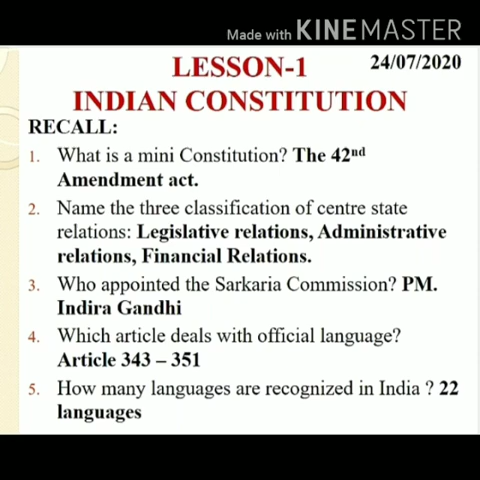 Made with KINEMASTER
LESSON-1 24/07/2020
INDIAN CONSTITUTION
RECALL:
1. What is a mini Constitution? The 42nd
Amendment act.
2. Name the three classification of centre state
relations: Legislative relations, Administrative
relations, Financial Relations.
3. Who appointed the Sarkaria Commission? PM.
Indira Gandhi
4. Which article deals with official language?
Article 343 – 351
5. How many languages are recognized in India ? 22
languages